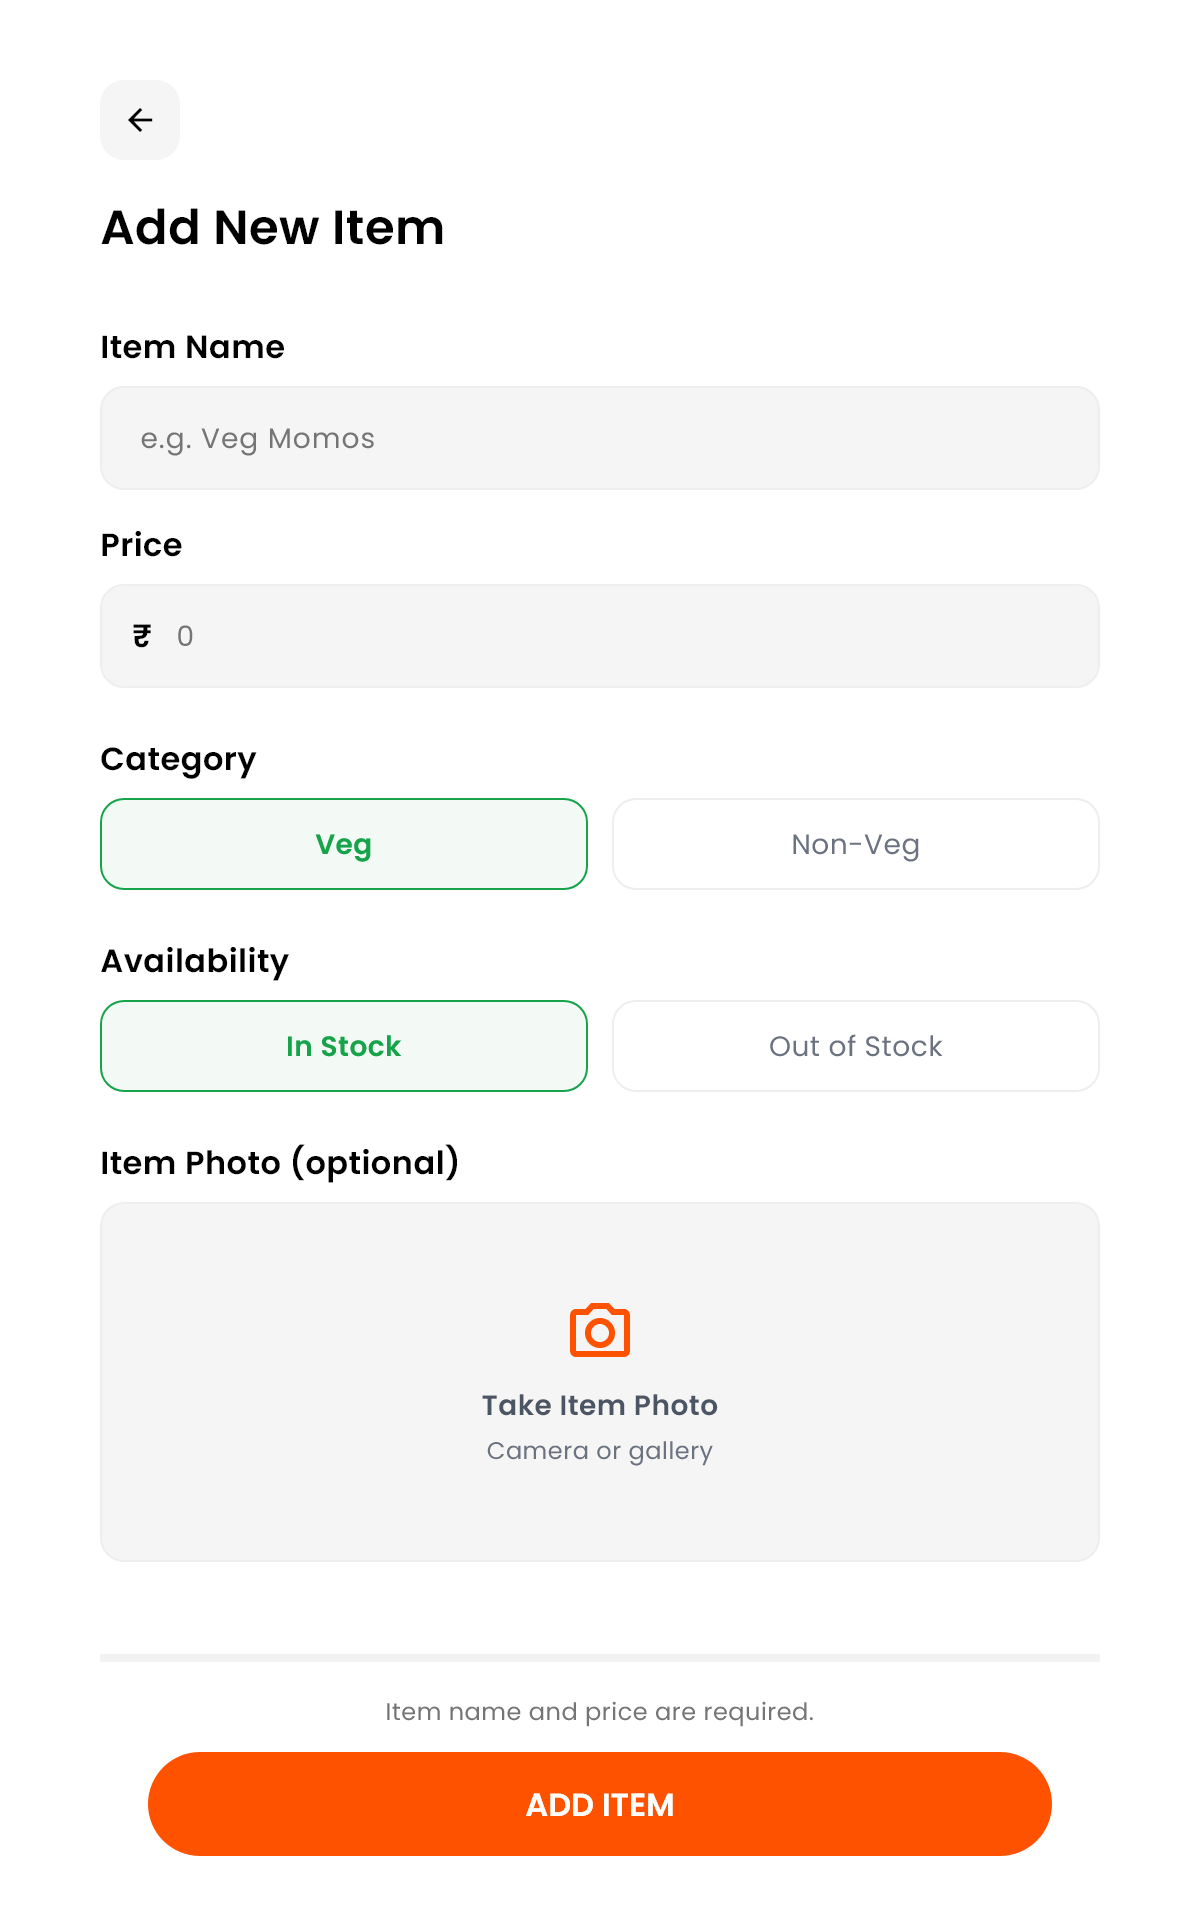 Add New Item
Item Name
e.g. Veg Momos
Price
₹ 0
Category
Veg Non-Veg
Availability
In Stock Out of Stock
Item Photo (optional)
Take Item Photo
Camera or gallery
Item name and price are required.
ADD ITEM